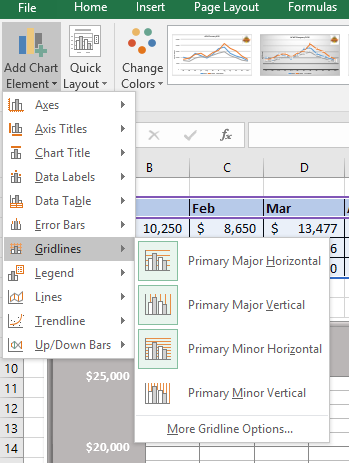 File Home Insert Page Layout Formulas
Add Chart Element Quick Layout Change Colors
Axes
Axis Titles
Chart Title
Data Labels
Data Table
Error Bars
Gridlines
Legend
Lines
Trendline
Up/Down Bars
fx
B C D
Feb Mar
10,250 $ 8,650 $ 13,477
6
0
Primary Major Horizontal
Primary Major Vertical
Primary Minor Horizontal
Primary Minor Vertical
More Gridline Options...
10
11
12
13
14
$25,000
$20,000